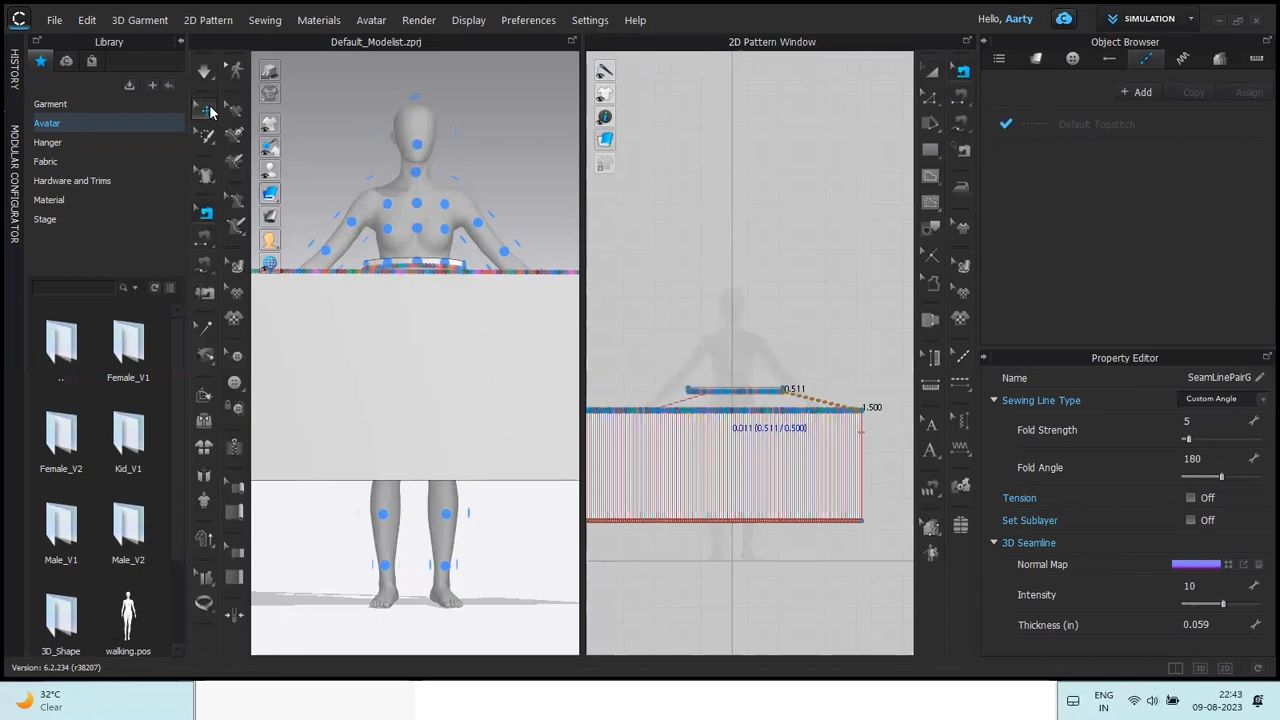 File Edit 3D Garment 2D Pattern Sewing Materials Avatar Render Display Preferences Settings Help
Hello, Aarty
SIMULATION
HISTORY
MODULAR CONFIGURATOR
Library
Garment
Avatar
Hanger
Fabric
Hardware and Trims
Material
Stage
..
Female_V1
Female_V2
Kid_V1
Male_V1
Male_V2
3D_Shape
walking.pos
Version: 6.2.234 (r38207)
Default_Modelist.zprj
2D Pattern Window
0.511
1.500
0.011 (0.511 / 0.500)
Object Browser
Add Copy Assign
Default Topstitch
Property Editor
Name SeamLinePairG
Sewing Line Type Custom Angle
Fold Strength 5
Fold Angle 180
Tension Off
Set Sublayer Off
3D Seamline
Normal Map
Intensity 10
Thickness (in) 0.059
3D 2D
32°C
Clear
ENG
IN
22:43
09-08-2023